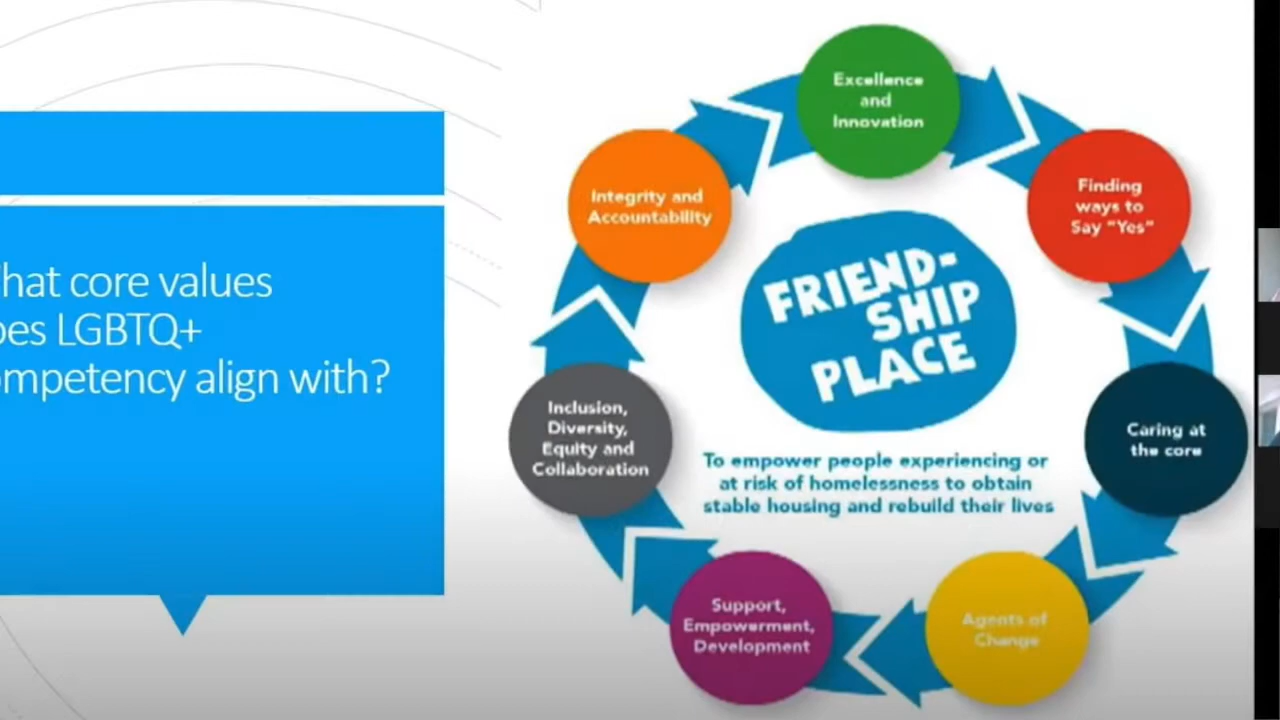 hat core values
oes LGBTQ+
ompetency align with?
Excellence
and
Innovation
Finding
ways to
Say "Yes"
Caring at
the core
Agents of
Change
Support,
Empowerment,
Development
Inclusion,
Diversity,
Equity and
Collaboration
Integrity and
Accountability
FRIEND-
SHIP
PLACE
To empower people experiencing or
at risk of homelessness to obtain
stable housing and rebuild their lives